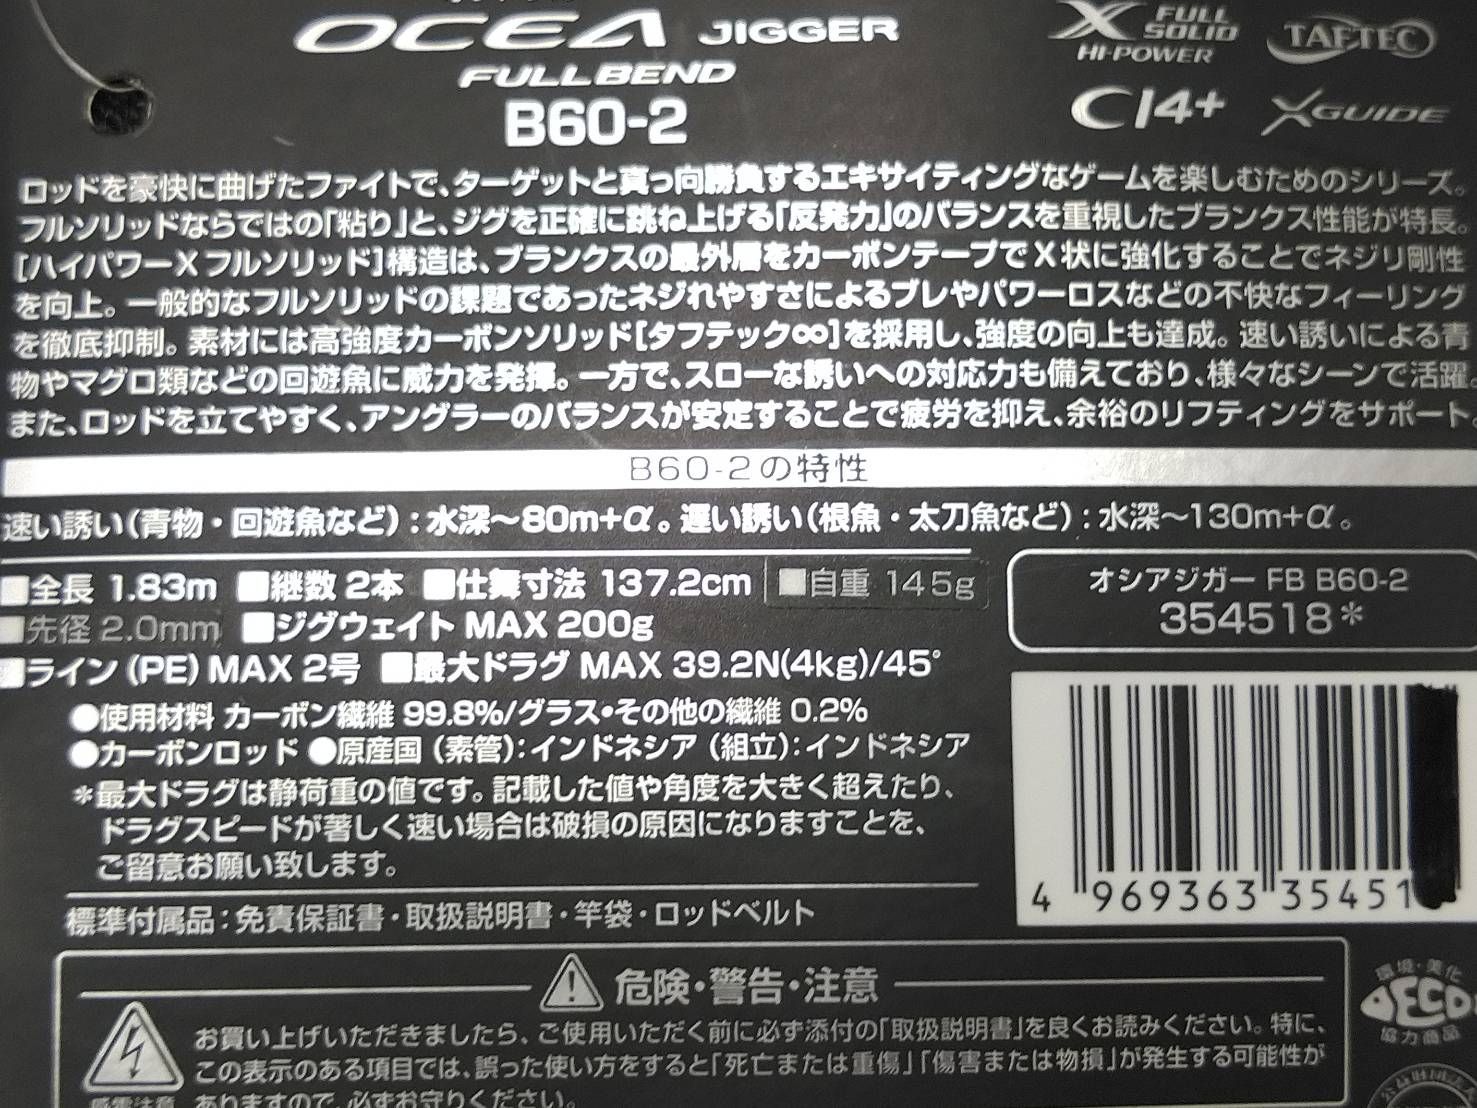 OCEA JIGGER
FULLBEND
B60-2
X FULL SOLID HI-POWER
TAFTEC
CI4+
XGUIDE
ロッドを豪快に曲げたファイトで、ターゲットと真っ向勝負するエキサイティングなゲームを楽しむためのシリーズ。
フルソリッドならではの「粘り」と、ジグを正確に跳ね上げる「反発力」のバランスを重視したブランクス性能が特長。
[ハイパワーX フルソリッド]構造は、ブランクスの最外層をカーボンテープでX状に強化することでネジリ剛性
を向上。一般的なフルソリッドの課題であったネジれやすさによるブレやパワーロスなどの不快なフィーリング
を徹底抑制。素材には高強度カーボンソリッド[タフテック∞]を採用し、強度の向上も達成。速い誘いによる青
物やマグロ類などの回遊魚に威力を発揮。一方で、スローな誘いへの対応力も備えており、様々なシーンで活躍。
また、ロッドを立てやすく、アングラーのバランスが安定することで疲労を抑え、余裕のリフティングをサポート。
B60-2の特性
速い誘い(青物・回遊魚など):水深〜80m+α。遅い誘い(根魚・太刀魚など):水深〜130m+α。
■全長 1.83m ■継数 2本 ■仕舞寸法 137.2cm ■自重 145g
■先径 2.0mm ■ジグウェイト MAX 200g
■ライン(PE) MAX 2号 ■最大ドラグ MAX 39.2N(4kg)/45°
オシアジガー FB B60-2
354518*
●使用材料 カーボン繊維 99.8%/グラス・その他の繊維 0.2%
●カーボンロッド ●原産国(素管):インドネシア(組立):インドネシア
*最大ドラグは静荷重の値です。記載した値や角度を大きく超えたり、
ドラグスピードが著しく速い場合は破損の原因になりますことを、
ご留意お願い致します。
4 969363 35451
標準付属品:免責保証書・取扱説明書・竿袋・ロッドベルト
危険・警告・注意
お買い上げいただきましたら、ご使用いただく前に必ず添付の「取扱説明書」を良くお読みください。特に、
この表示のある項目では、誤った使い方をすると「死亡または重傷」「傷害または物損」が発生する可能性が
ありますので、必ずお守りください。
感電注意
環境・美化
DECO
協力商品